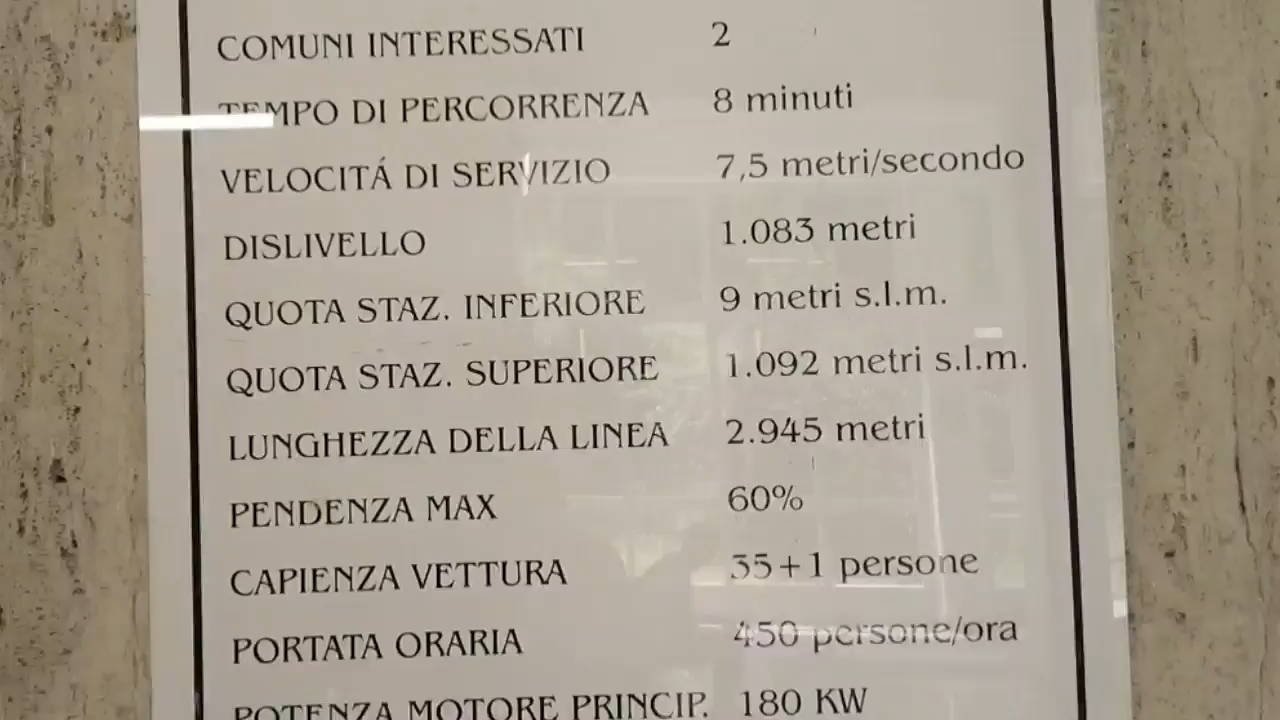 COMUNI INTERESSATI 2
TEMPO DI PERCORRENZA 8 minuti
VELOCITÁ DI SERVIZIO 7,5 metri/secondo
DISLIVELLO 1.083 metri
QUOTA STAZ. INFERIORE 9 metri s.l.m.
QUOTA STAZ. SUPERIORE 1.092 metri s.l.m.
LUNGHEZZA DELLA LINEA 2.945 metri
PENDENZA MAX 60%
CAPIENZA VETTURA 35+1 persone
PORTATA ORARIA 450 persone/ora
POTENZA MOTORE PRINCIP. 180 KW